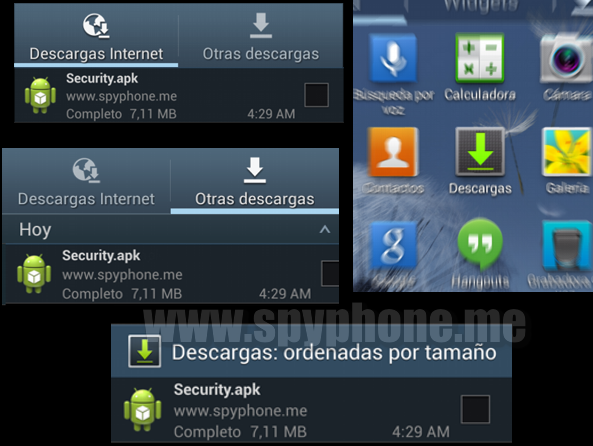 Descargas Internet
Otras descargas
Security.apk
www.spyphone.me
Completo 7,11 MB
4:29 AM
Widgets
Búsqueda por
voz
Calculadora
Cámara
Contactos
Descargas
Galería
Google
Hangouts
Grabadora
Descargas Internet
Otras descargas
Hoy
Security.apk
www.spyphone.me
Completo 7,11 MB
4:29 AM
www.spyphone.me
Descargas: ordenadas por tamaño
Security.apk
www.spyphone.me
Completo 7,11 MB
4:29 AM